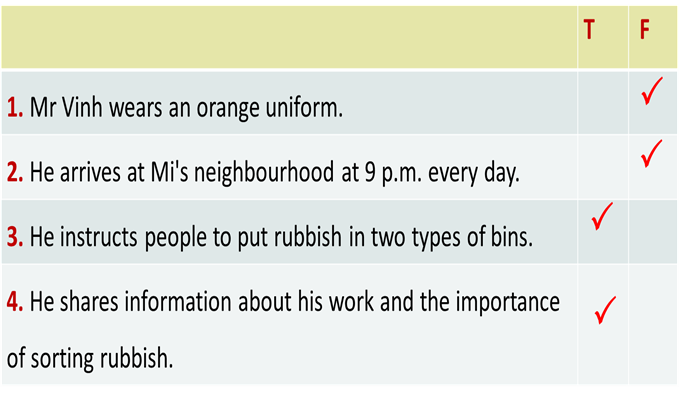 T F
1. Mr Vinh wears an orange uniform. ✓
2. He arrives at Mi's neighbourhood at 9 p.m. every day. ✓
3. He instructs people to put rubbish in two types of bins. ✓
4. He shares information about his work and the importance
of sorting rubbish. ✓